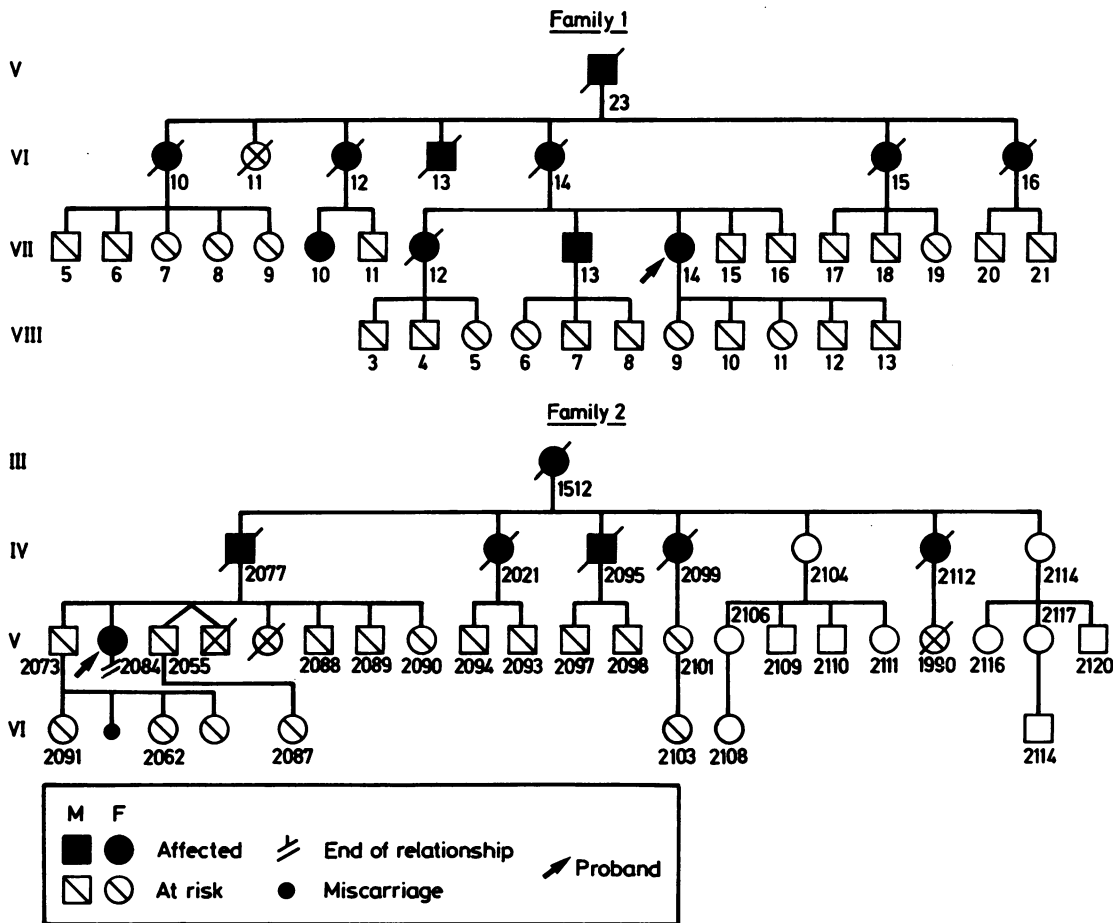 Family 1
V
23
VI
10 11 12 13 14 15 16
VII
5 6 7 8 9 10 11 12 13 14 15 16 17 18 19 20 21
VIII
3 4 5 6 7 8 9 10 11 12 13
Family 2
III
1512
IV
2077 2021 2095 2099 2104 2112 2114
2106 2117
V
2073 2084 2055 2088 2089 2090 2094 2093 2097 2098 2101 2109 2110 2111 1990 2116 2120
VI
2091 2062 2087 2103 2108 2114
M F
Affected End of relationship Proband
At risk Miscarriage